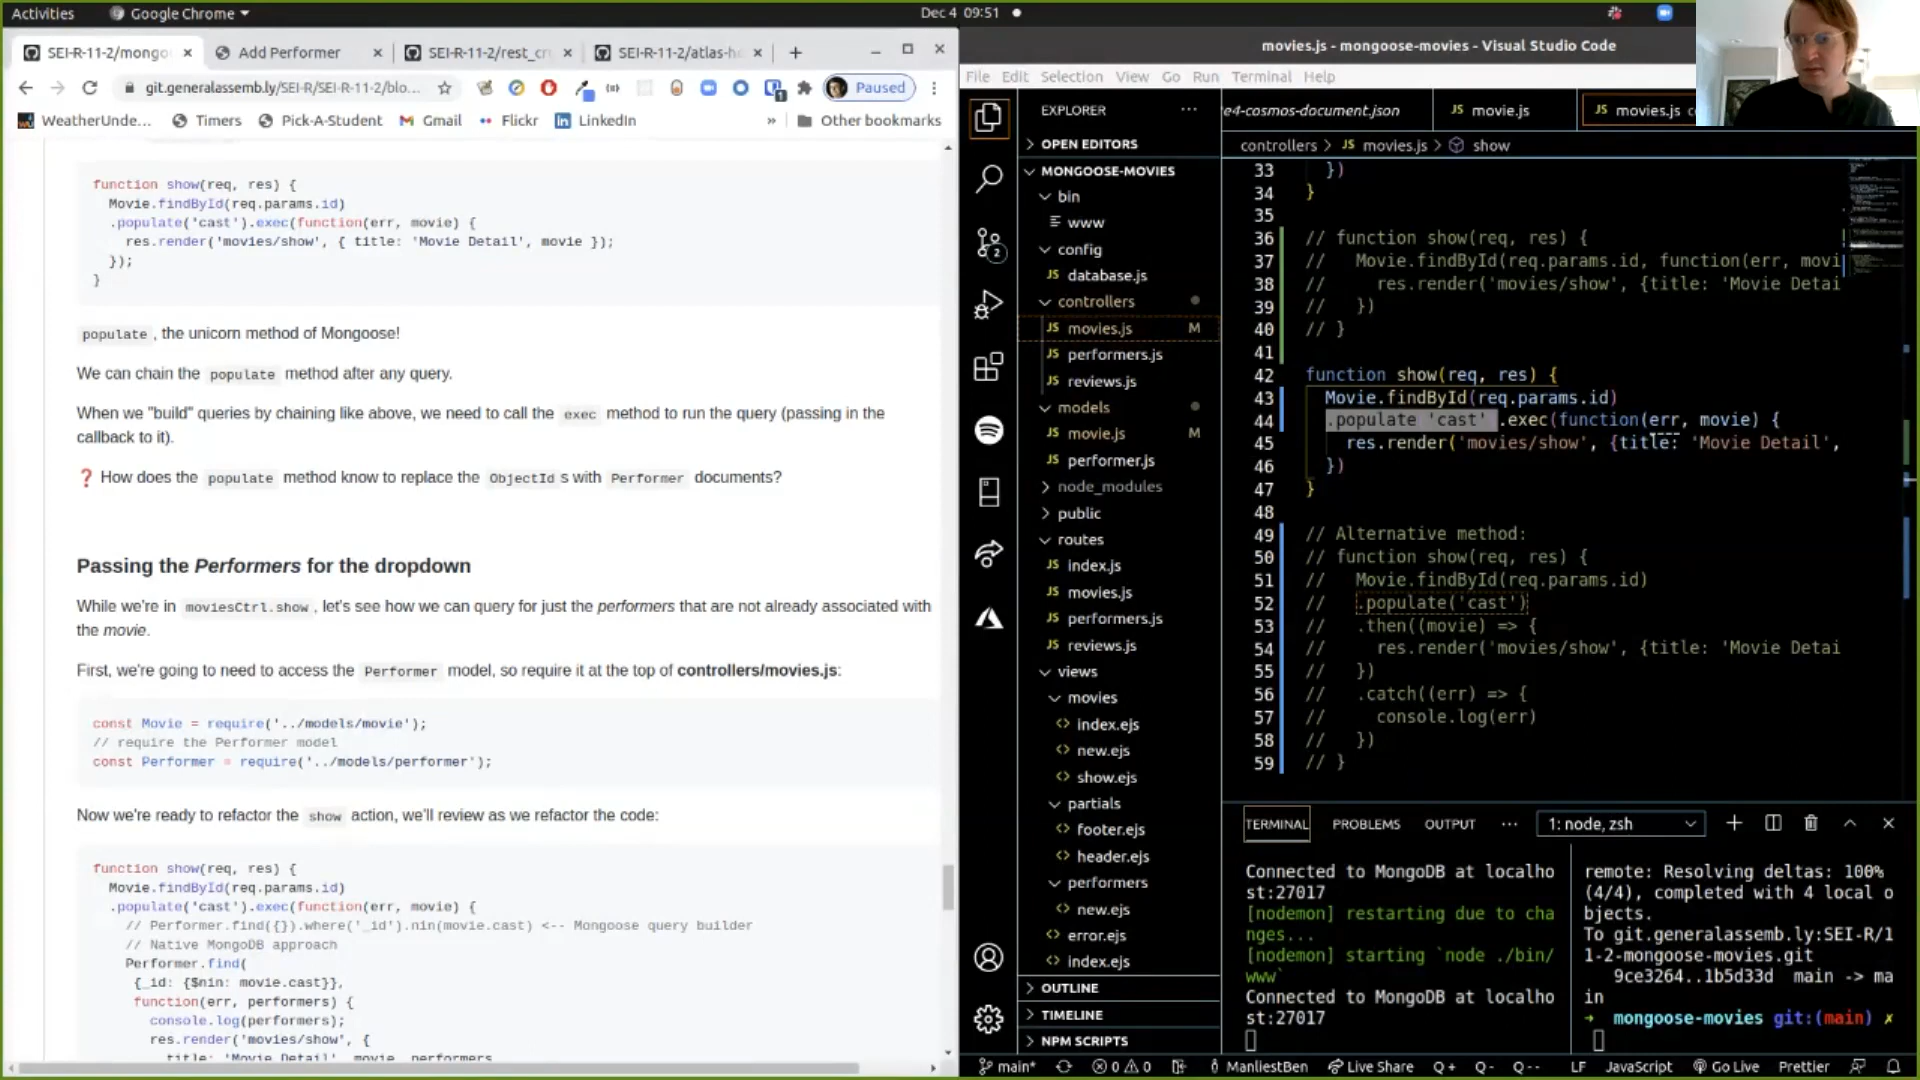 Activities
Google Chrome
Dec 4 09:51
SEI-R-11-2/mongo
Add Performer
SEI-R-11-2/rest_cr
SEI-R-11-2/atlas-h
git.generalassemb.ly/SEI-R/SEI-R-11-2/blo...
Paused
WeatherUnde...
Timers
Pick-A-Student
Gmail
Flickr
LinkedIn
»
Other bookmarks
function show(req, res) {
Movie.findById(req.params.id)
.populate('cast').exec(function(err, movie) {
res.render('movies/show', { title: 'Movie Detail', movie });
});
}
populate , the unicorn method of Mongoose!
We can chain the populate method after any query.
When we "build" queries by chaining like above, we need to call the exec method to run the query (passing in the
callback to it).
❓ How does the populate method know to replace the ObjectId s with Performer documents?
Passing the Performers for the dropdown
While we're in moviesCtrl.show , let's see how we can query for just the performers that are not already associated with
the movie.
First, we're going to need to access the Performer model, so require it at the top of controllers/movies.js:
const Movie = require('../models/movie');
// require the Performer model
const Performer = require('../models/performer');
Now we're ready to refactor the show action, we'll review as we refactor the code:
function show(req, res) {
Movie.findById(req.params.id)
.populate('cast').exec(function(err, movie) {
// Performer.find({}).where('_id').nin(movie.cast) <-- Mongoose query builder
// Native MongoDB approach
Performer.find(
{_id: {$nin: movie.cast}},
function(err, performers) {
console.log(performers);
res.render('movies/show', {
title: 'Movie Detail', movie, performers
movies.js - mongoose-movies - Visual Studio Code
File Edit Selection View Go Run Terminal Help
EXPLORER
OPEN EDITORS
MONGOOSE-MOVIES
bin
www
config
JS database.js
controllers
JS movies.js M
JS performers.js
JS reviews.js
models
JS movie.js M
JS performer.js
node_modules
public
routes
JS index.js
JS movies.js
JS performers.js
JS reviews.js
views
movies
<> index.ejs
<> new.ejs
<> show.ejs
partials
<> footer.ejs
<> header.ejs
performers
<> new.ejs
<> error.ejs
<> index.ejs
OUTLINE
TIMELINE
NPM SCRIPTS
2
e4-cosmos-document.json
JS movie.js
JS movies.js c
controllers > JS movies.js > show
33 })
34 }
35
36 // function show(req, res) {
37 // Movie.findById(req.params.id, function(err, movi
38 // res.render('movies/show', {title: 'Movie Detai
39 // })
40 // }
41
42 function show(req, res) {
43 Movie.findById(req.params.id)
44 .populate 'cast' .exec(function(err, movie) {
45 res.render('movies/show', {title: 'Movie Detail',
46 })
47 }
48
49 // Alternative method:
50 // function show(req, res) {
51 // Movie.findById(req.params.id)
52 // .populate('cast')
53 // .then((movie) => {
54 // res.render('movies/show', {title: 'Movie Detai
55 // })
56 // .catch((err) => {
57 // console.log(err)
58 // })
59 // }
TERMINAL PROBLEMS OUTPUT ··· 1: node, zsh
Connected to MongoDB at localho
st:27017
[nodemon] restarting due to cha
nges...
[nodemon] starting `node ./bin/
www`
Connected to MongoDB at localho
st:27017
remote: Resolving deltas: 100%
(4/4), completed with 4 local o
bjects.
To git.generalassemb.ly:SEI-R/1
1-2-mongoose-movies.git
9ce3264..1b5d33d main -> ma
in
→ mongoose-movies git:(main) ✗
main* 0 0 ManliestBen Live Share Q+ Q- Q-- LF JavaScript Go Live Prettier